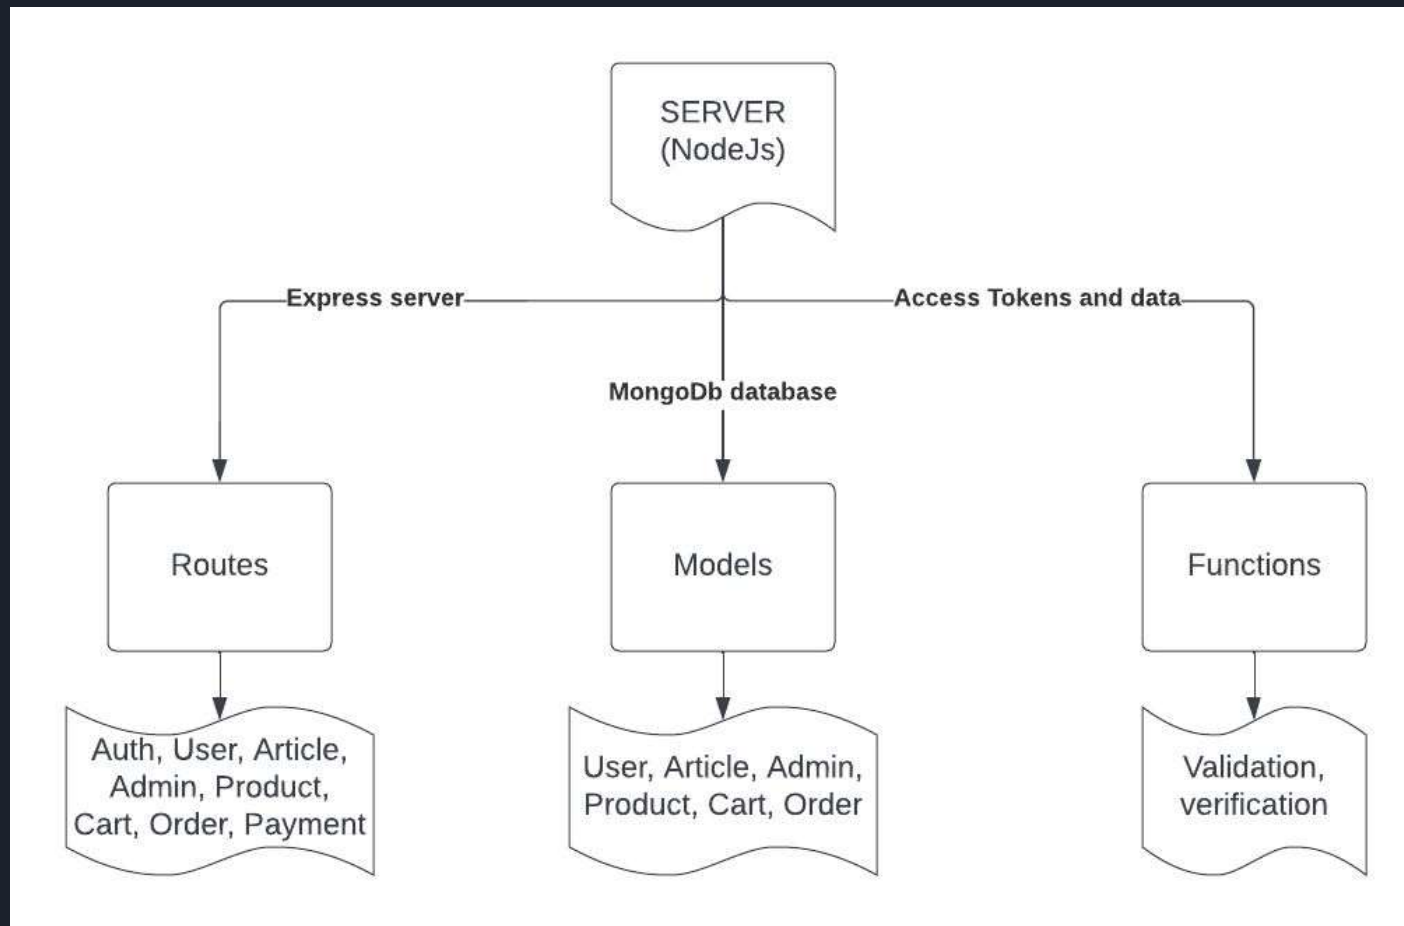 SERVER
(NodeJs)
Express server
Access Tokens and data
MongoDb database
Routes
Models
Functions
Auth, User, Article,
Admin, Product,
Cart, Order, Payment
User, Article, Admin,
Product, Cart, Order
Validation,
verification